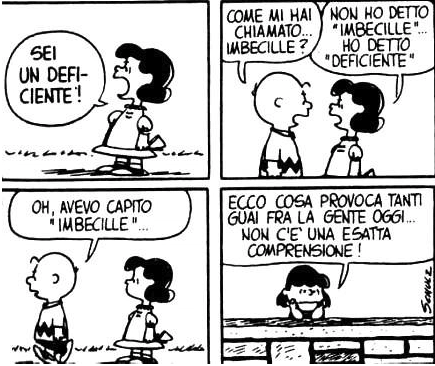 SEI
UN DEFI-
CIENTE!
COME MI HAI
CHIAMATO...
IMBECILLE?
NON HO DETTO
"IMBECILLE"...
HO DETTO
"DEFICIENTE"
OH, AVEVO CAPITO
"IMBECILLE"...
ECCO COSA PROVOCA TANTI
GUAI FRA LA GENTE OGGI...
NON C'E' UNA ESATTA
COMPRENSIONE!
SCHULZ